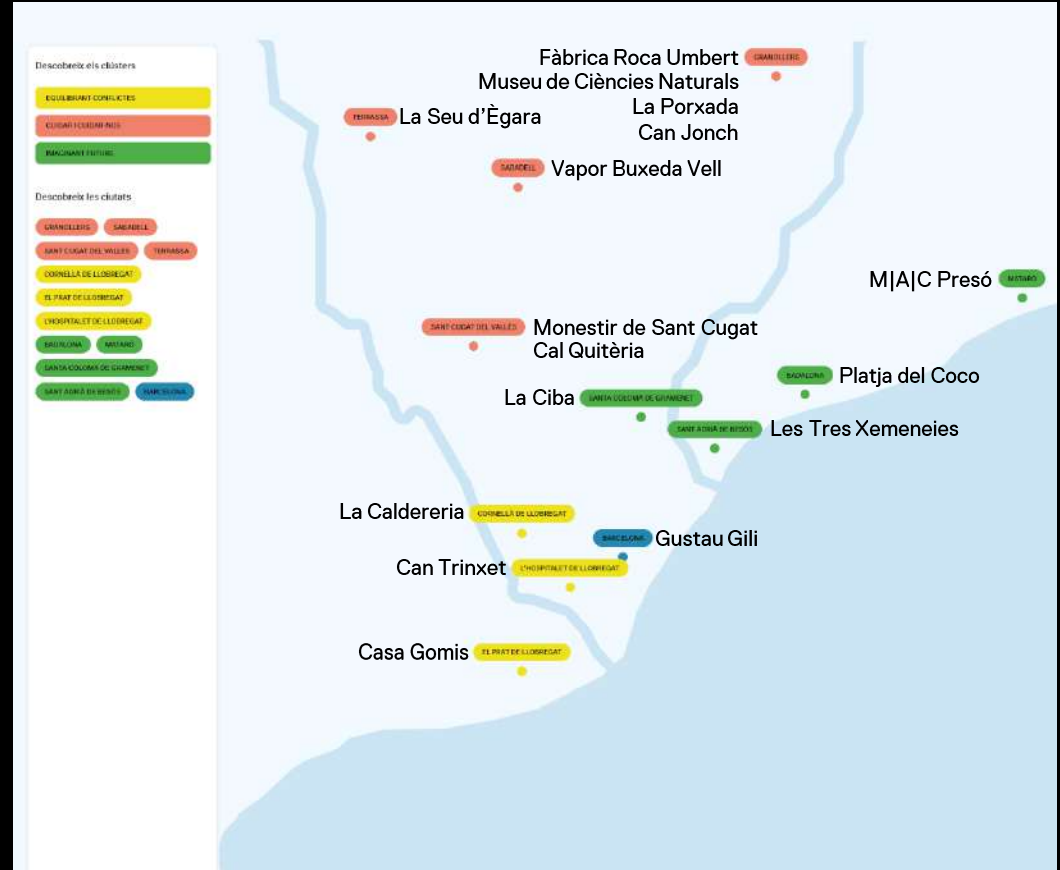 Descobreix els clústers
EQUILIBRANT CONFLICTES
CUIDAR I CUIDAR-NOS
IMAGINANT FUTURS
Descobreix les ciutats
GRANOLLERS SABADELL
SANT CUGAT DEL VALLÈS TERRASSA
CORNELLÀ DE LLOBREGAT
EL PRAT DE LLOBREGAT
L'HOSPITALET DE LLOBREGAT
BADALONA MATARÓ
SANTA COLOMA DE GRAMENET
SANT ADRIÀ DE BESÒS BARCELONA
Fàbrica Roca Umbert GRANOLLERS
Museu de Ciències Naturals
La Porxada
Can Jonch
TERRASSA La Seu d'Ègara
SABADELL Vapor Buxeda Vell
M|A|C Presó MATARÓ
SANT CUGAT DEL VALLÈS Monestir de Sant Cugat
Cal Quitèria
BADALONA Platja del Coco
La Ciba SANTA COLOMA DE GRAMENET
SANT ADRIÀ DE BESÒS Les Tres Xemeneies
La Caldereria CORNELLÀ DE LLOBREGAT
BARCELONA Gustau Gili
Can Trinxet L'HOSPITALET DE LLOBREGAT
Casa Gomis EL PRAT DE LLOBREGAT